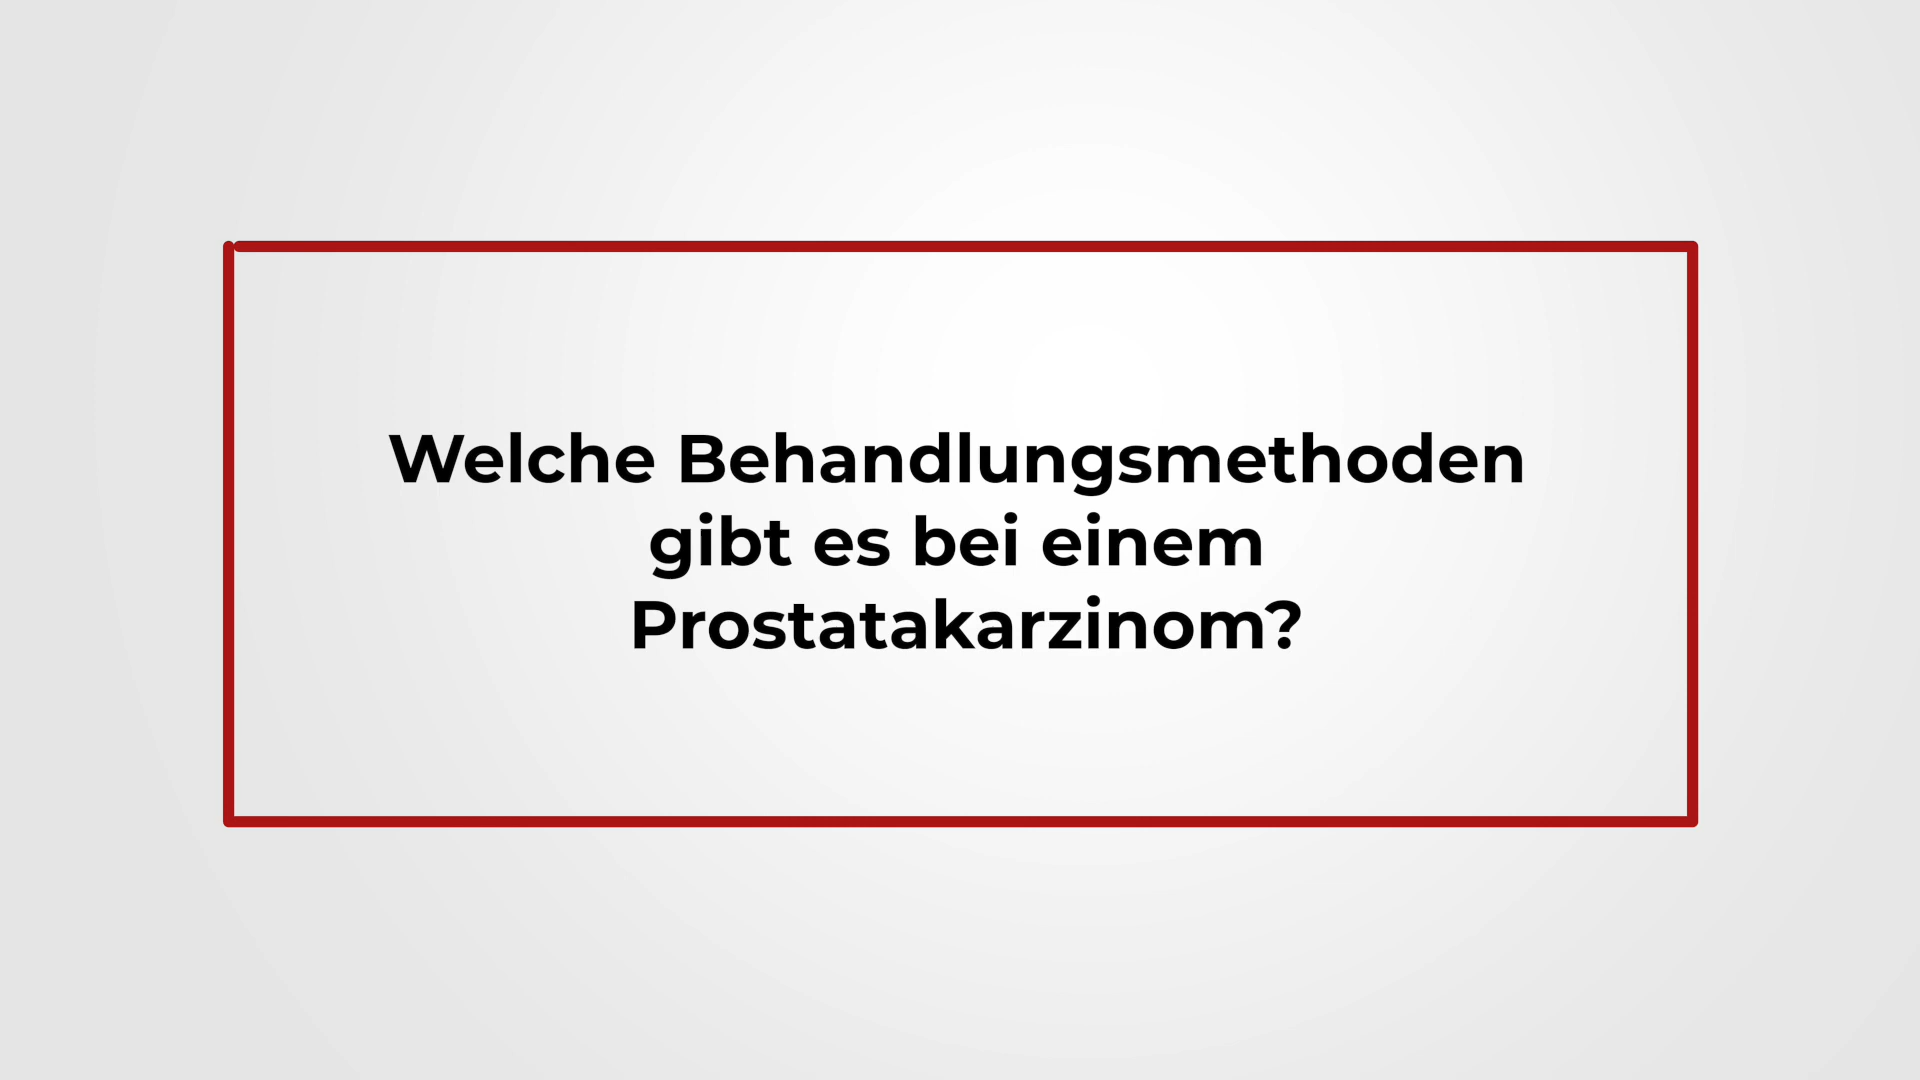 Welche Behandlungsmethoden
gibt es bei einem
Prostatakarzinom?